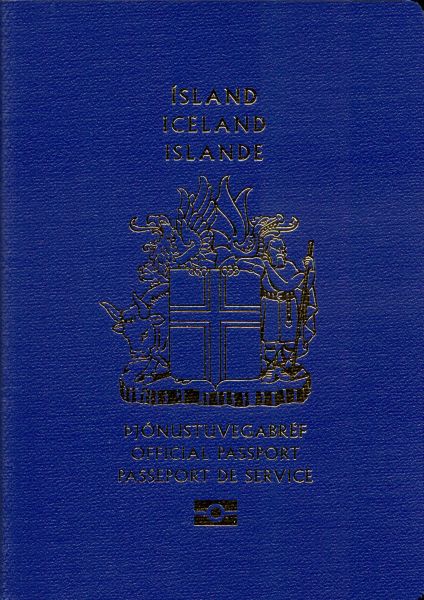 ÍSLAND
ICELAND
ISLANDE
ÞJÓNUSTUVEGABRÉF
OFFICIAL PASSPORT
PASSEPORT DE SERVICE